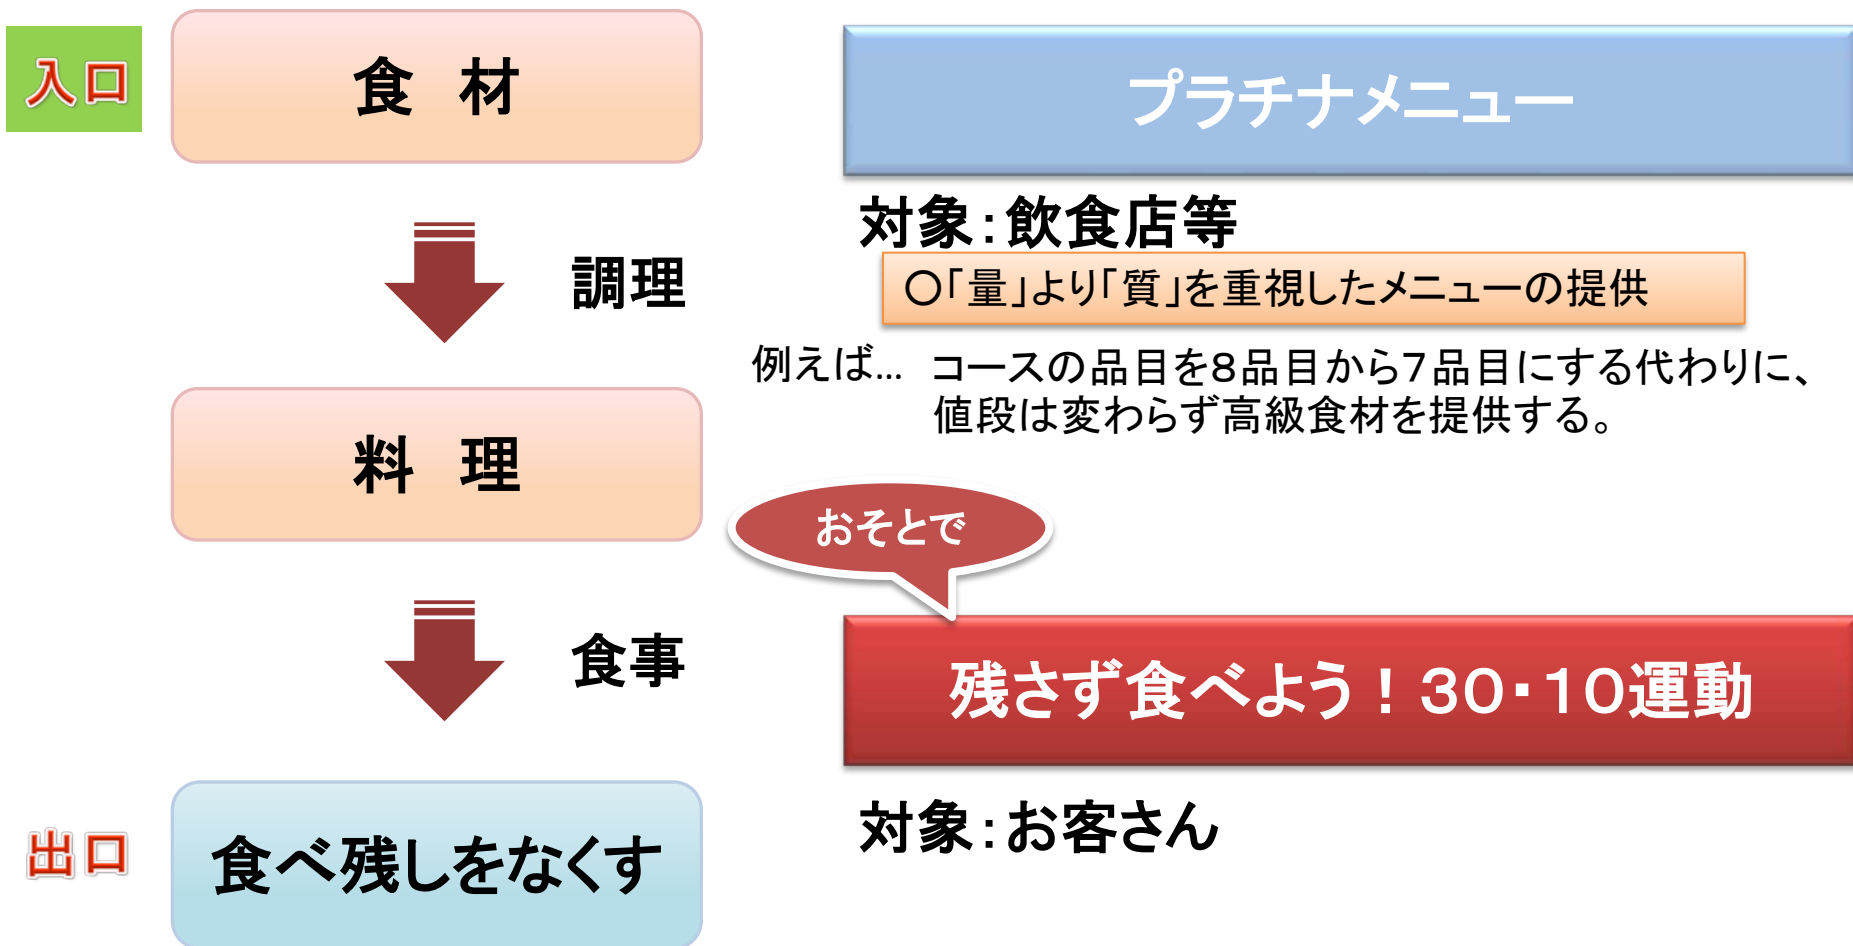 入口
食　材
調理
料　理
食事
出口
食べ残しをなくす
プラチナメニュー
対象：飲食店等
〇「量」より「質」を重視したメニューの提供
例えば… コースの品目を８品目から７品目にする代わりに、
値段は変わらず高級食材を提供する。
おそとで
残さず食べよう！３０・１０運動
対象：お客さん